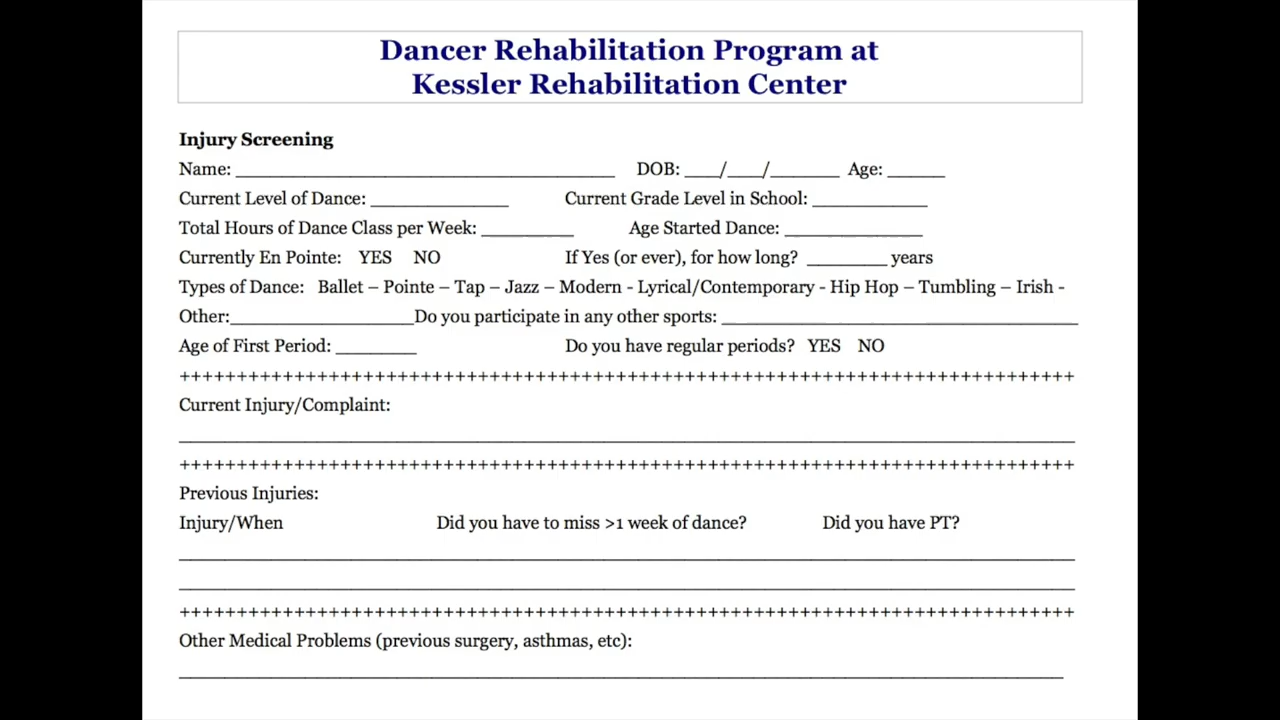 Dancer Rehabilitation Program at
Kessler Rehabilitation Center
Injury Screening
Name: ______________________________ DOB: ____/____/______ Age: _____
Current Level of Dance: _______________ Current Grade Level in School: ____________
Total Hours of Dance Class per Week: __________ Age Started Dance: _______________
Currently En Pointe: YES NO If Yes (or ever), for how long? _________ years
Types of Dance: Ballet – Pointe – Tap – Jazz – Modern - Lyrical/Contemporary - Hip Hop – Tumbling – Irish -
Other:____________________Do you participate in any other sports: ______________________________
Age of First Period: _________ Do you have regular periods? YES NO
++++++++++++++++++++++++++++++++++++++++++++++++++++++++++++++++++++++++++++++
Current Injury/Complaint:
++++++++++++++++++++++++++++++++++++++++++++++++++++++++++++++++++++++++++++++
Previous Injuries:
Injury/When Did you have to miss >1 week of dance? Did you have PT?
++++++++++++++++++++++++++++++++++++++++++++++++++++++++++++++++++++++++++++++
Other Medical Problems (previous surgery, asthmas, etc):